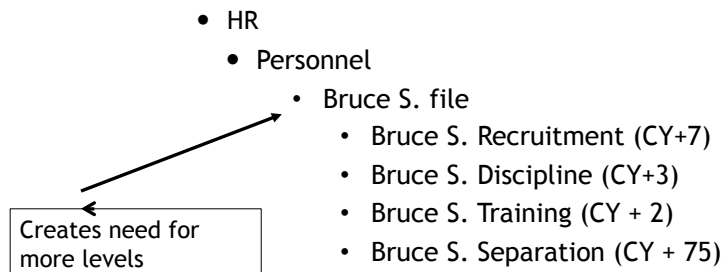 • HR
• Personnel
• Bruce S. file
• Bruce S. Recruitment (CY+7)
• Bruce S. Discipline (CY+3)
• Bruce S. Training (CY + 2)
• Bruce S. Separation (CY + 75)
Creates need for
more levels